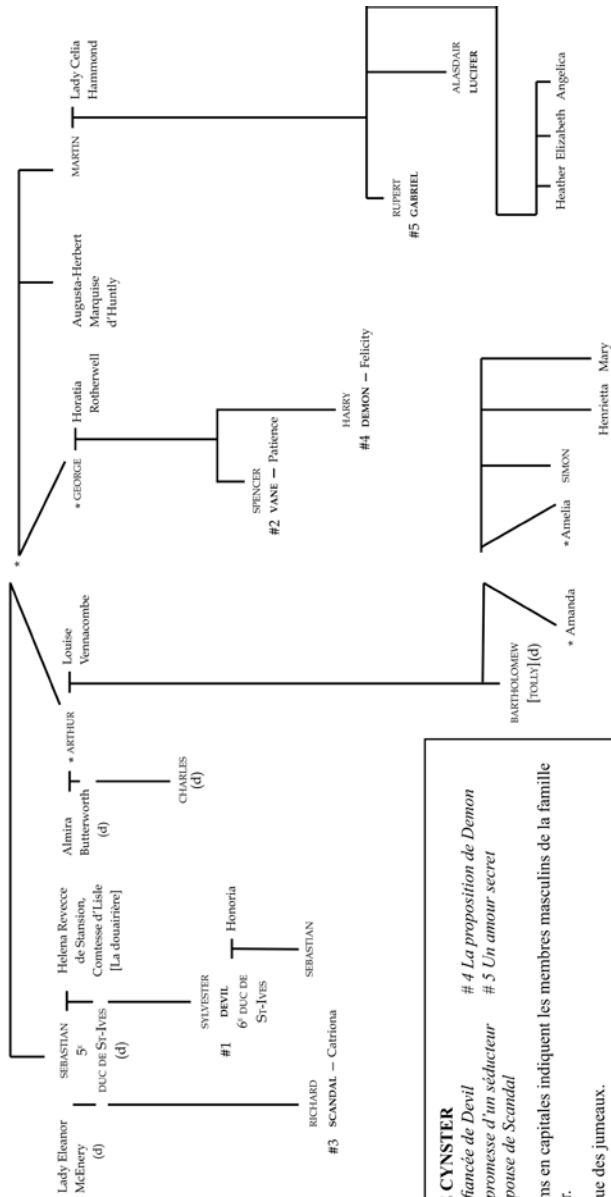 Lady Eleanor
McEnery
(d)
SEBASTIAN
5E
DUC DE ST-IVES
(d)
Helena Revecce
de Stansion,
Comtesse d'Lisle
[La douairière]
Almira
Butterworth
(d)
* ARTHUR
Louise
Vennacombe
*
* GEORGE
Horatia
Rotherwell
Augusta-Herbert
Marquise
d'Huntly
MARTIN
Lady Celia
Hammond
RICHARD
#3 SCANDAL – Catriona
SYLVESTER
#1 DEVIL
6E DUC DE
ST-IVES
Honoria
SEBASTIAN
CHARLES
(d)
SPENCER
#2 VANE – Patience
HARRY
#4 DEMON – Felicity
RUPERT
#5 GABRIEL
ALASDAIR
LUCIFER
BARTHOLOMEW
[TOLLY](d)
* Amanda
*Amelia
SIMON
Henrietta
Mary
Heather
Elizabeth
Angelica
CYNSTER
fiancée de Devil
promesse d'un séducteur
pouse de Scandal
# 4 La proposition de Demon
# 5 Un amour secret
ns en capitales indiquent les membres masculins de la famille
r.
ue des jumeaux.